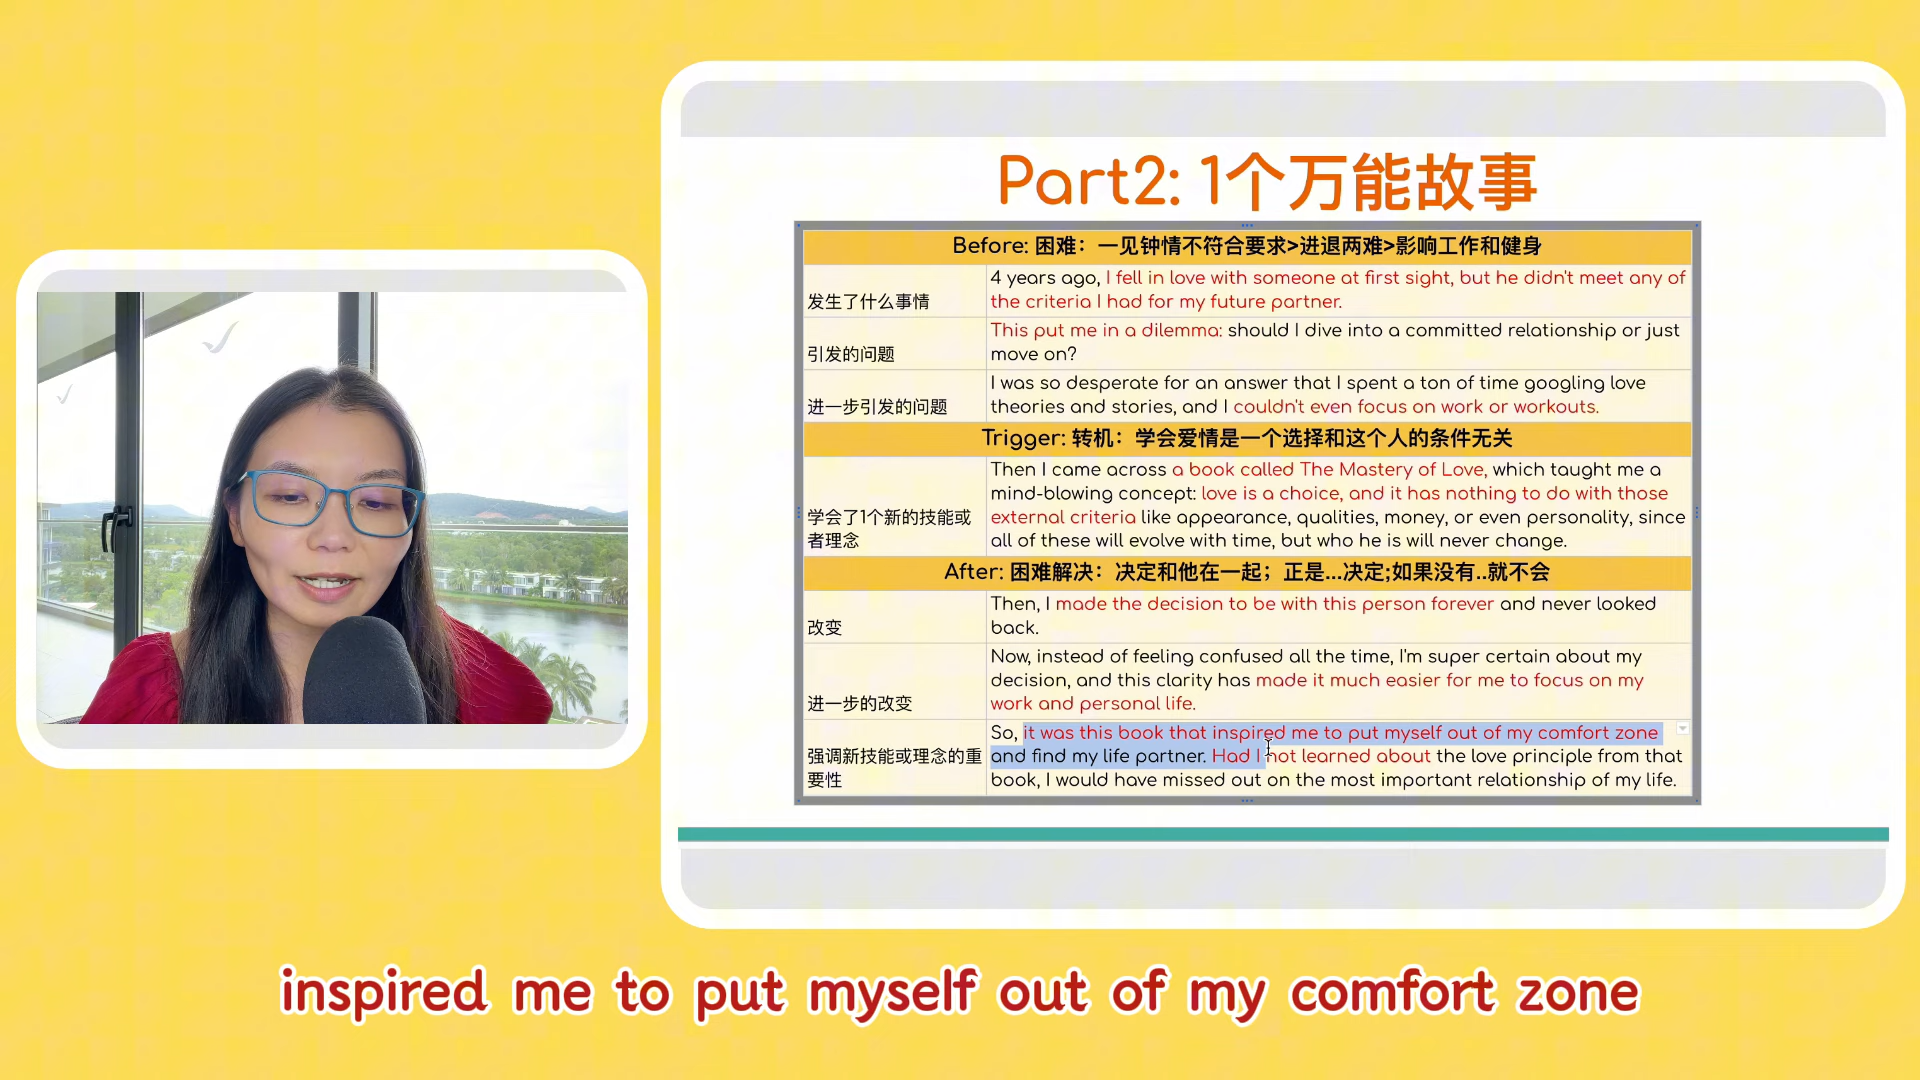 Part2: 1个万能故事
Before: 困难：一见钟情不符合要求>进退两难>影响工作和健身
发生了什么事情
4 years ago, I fell in love with someone at first sight, but he didn't meet any of
the criteria I had for my future partner.
引发的问题
This put me in a dilemma: should I dive into a committed relationship or just
move on?
进一步引发的问题
I was so desperate for an answer that I spent a ton of time googling love
theories and stories, and I couldn't even focus on work or workouts.
Trigger: 转机：学会爱情是一个选择和这个人的条件无关
学会了1个新的技能或
者理念
Then I came across a book called The Mastery of Love, which taught me a
mind-blowing concept: love is a choice, and it has nothing to do with those
external criteria like appearance, qualities, money, or even personality, since
all of these will evolve with time, but who he is will never change.
After: 困难解决：决定和他在一起；正是...决定;如果没有..就不会
改变
Then, I made the decision to be with this person forever and never looked
back.
进一步的改变
Now, instead of feeling confused all the time, I'm super certain about my
decision, and this clarity has made it much easier for me to focus on my
work and personal life.
强调新技能或理念的重
要性
So, it was this book that inspired me to put myself out of my comfort zone
and find my life partner. Had I not learned about the love principle from that
book, I would have missed out on the most important relationship of my life.
inspired me to put myself out of my comfort zone